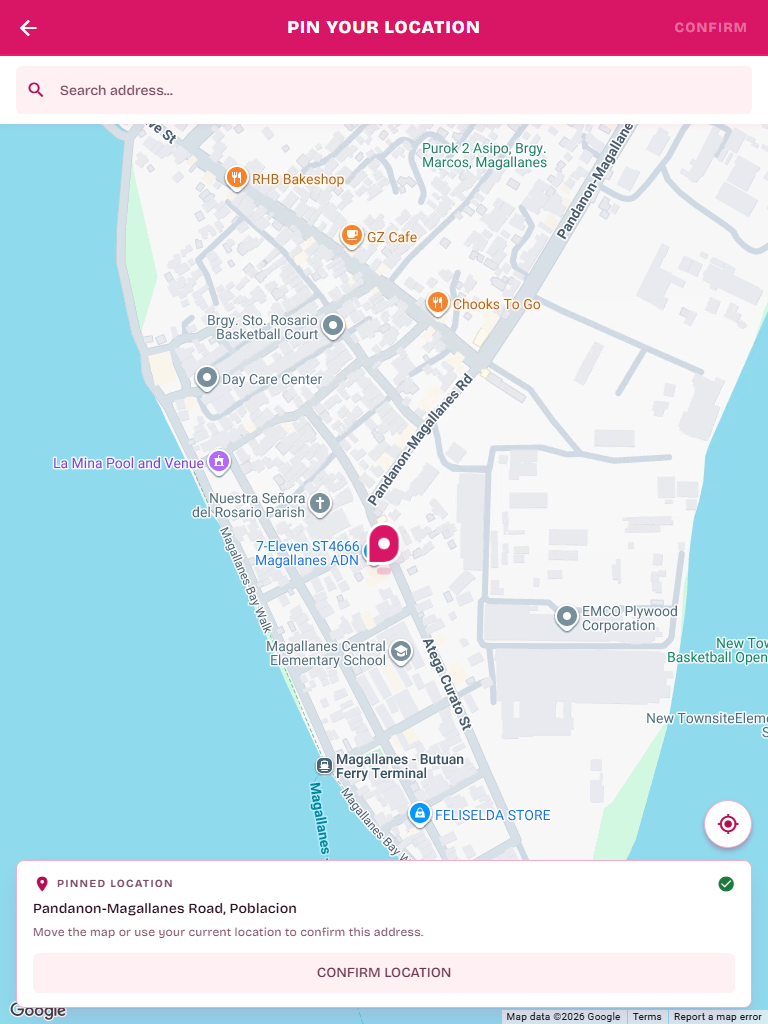 PIN YOUR LOCATION
CONFIRM
Search address...
ve St
Purok 2 Asipo, Brgy.
Marcos, Magallanes
Pandanon-Magallane
RHB Bakeshop
GZ Cafe
Chooks To Go
Brgy. Sto. Rosario
Basketball Court
Day Care Center
Pandanon-Magallanes Rd
La Mina Pool and Venue
Nuestra Señora
del Rosario Parish
7-Eleven ST4666
Magallanes ADN
Magallanes Bay Walk
EMCO Plywood
Corporation
Magallanes Central
Elementary School
Atega Curato St
New Tow
Basketball Open
New TownsiteEleme
S
Magallanes - Butuan
Ferry Terminal
Magallanes -
Magallanes Bay W
FELISELDA STORE
PINNED LOCATION
Pandanon-Magallanes Road, Poblacion
Move the map or use your current location to confirm this address.
CONFIRM LOCATION
Google
Map data ©2026 Google
Terms
Report a map error